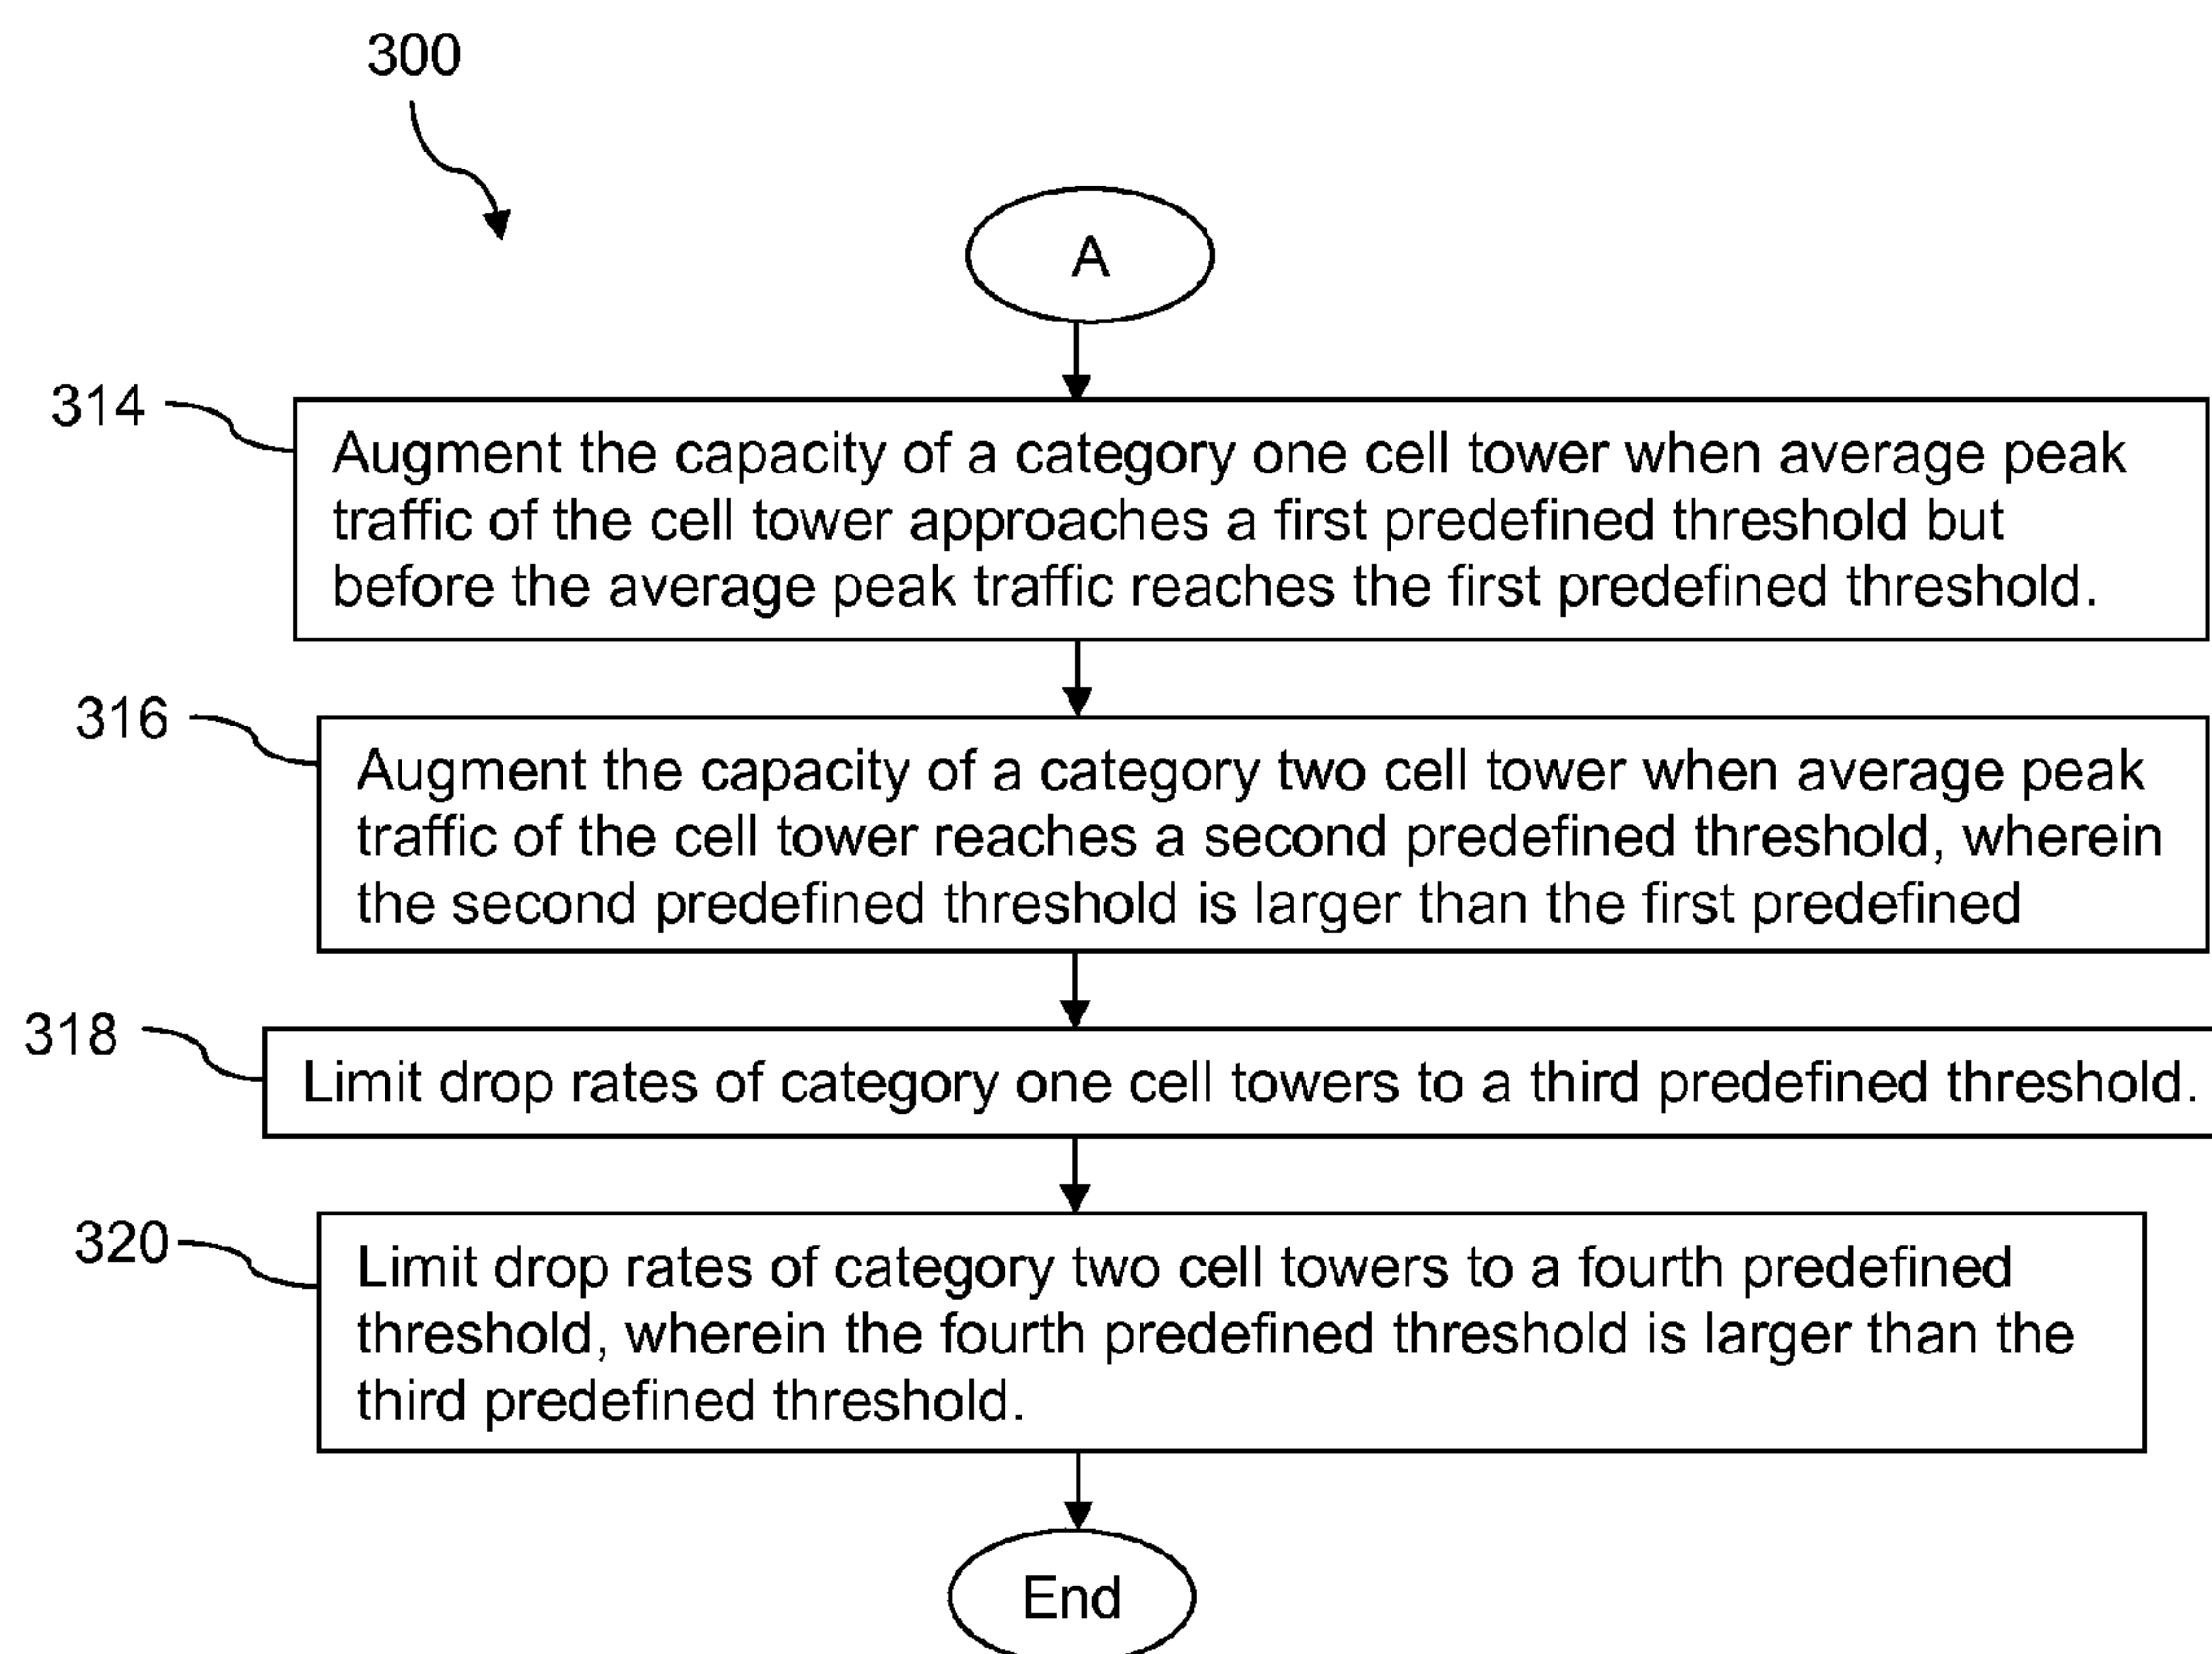 300
A
314
Augment the capacity of a category one cell tower when average peak
traffic of the cell tower approaches a first predefined threshold but
before the average peak traffic reaches the first predefined threshold.
316
Augment the capacity of a category two cell tower when average peak
traffic of the cell tower reaches a second predefined threshold, wherein
the second predefined threshold is larger than the first predefined
318
Limit drop rates of category one cell towers to a third predefined threshold.
320
Limit drop rates of category two cell towers to a fourth predefined
threshold, wherein the fourth predefined threshold is larger than the
third predefined threshold.
End